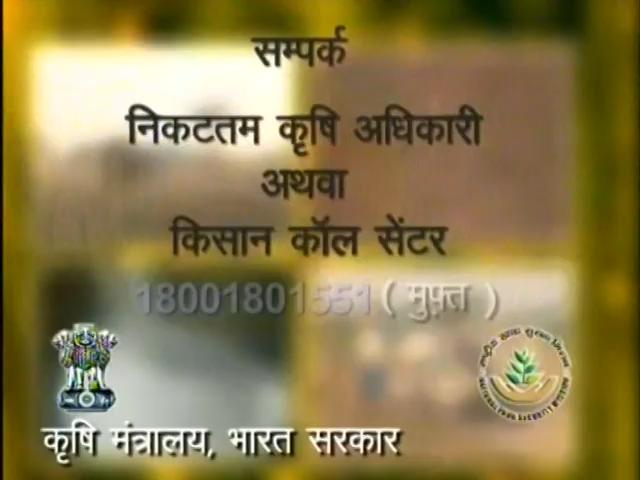 सम्पर्क
निकटतम कृषि अधिकारी
अथवा
किसान कॉल सेंटर
18001801551 ( मुफ़्त )
कृषि मंत्रालय, भारत सरकार